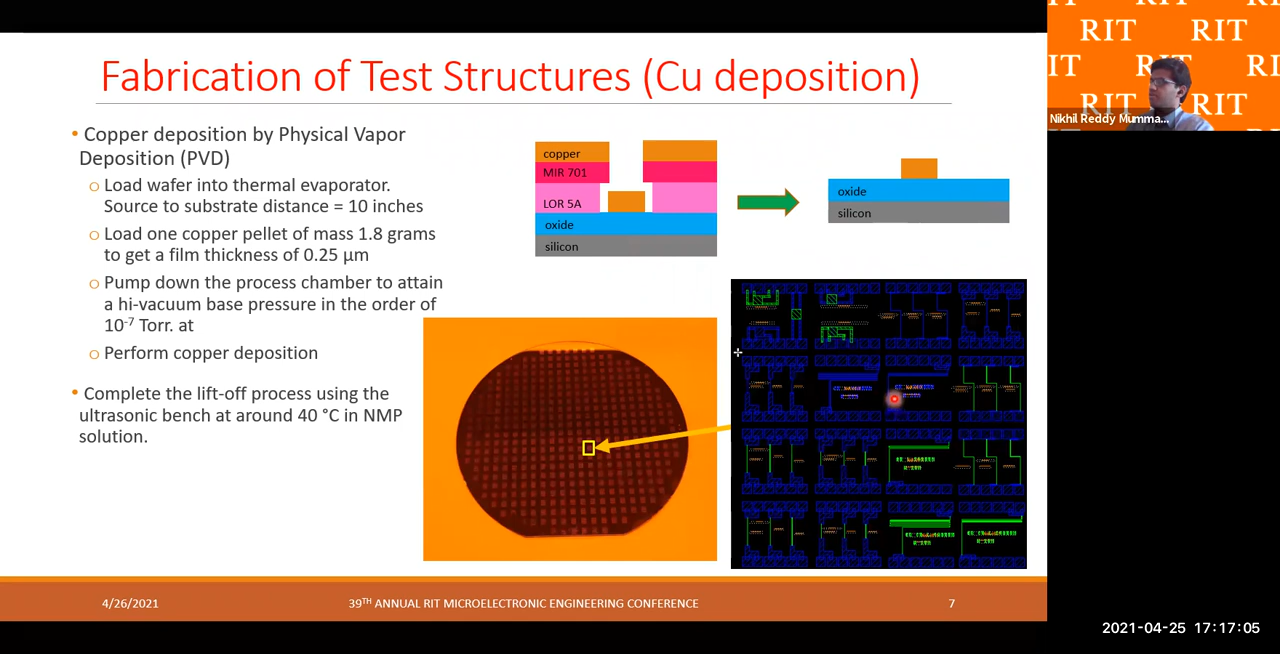 Fabrication of Test Structures (Cu deposition)
• Copper deposition by Physical Vapor
Deposition (PVD)
o Load wafer into thermal evaporator.
Source to substrate distance = 10 inches
o Load one copper pellet of mass 1.8 grams
to get a film thickness of 0.25 µm
o Pump down the process chamber to attain
a hi-vacuum base pressure in the order of
10⁻⁷ Torr. at
o Perform copper deposition
• Complete the lift-off process using the
ultrasonic bench at around 40 °C in NMP
solution.
copper
MIR 701
LOR 5A
oxide
silicon
oxide
silicon
4/26/2021
39TH ANNUAL RIT MICROELECTRONIC ENGINEERING CONFERENCE
7
RIT RIT
RIT
RIT RIT
Nikhil Reddy Mumma...
2021-04-25 17:17:05